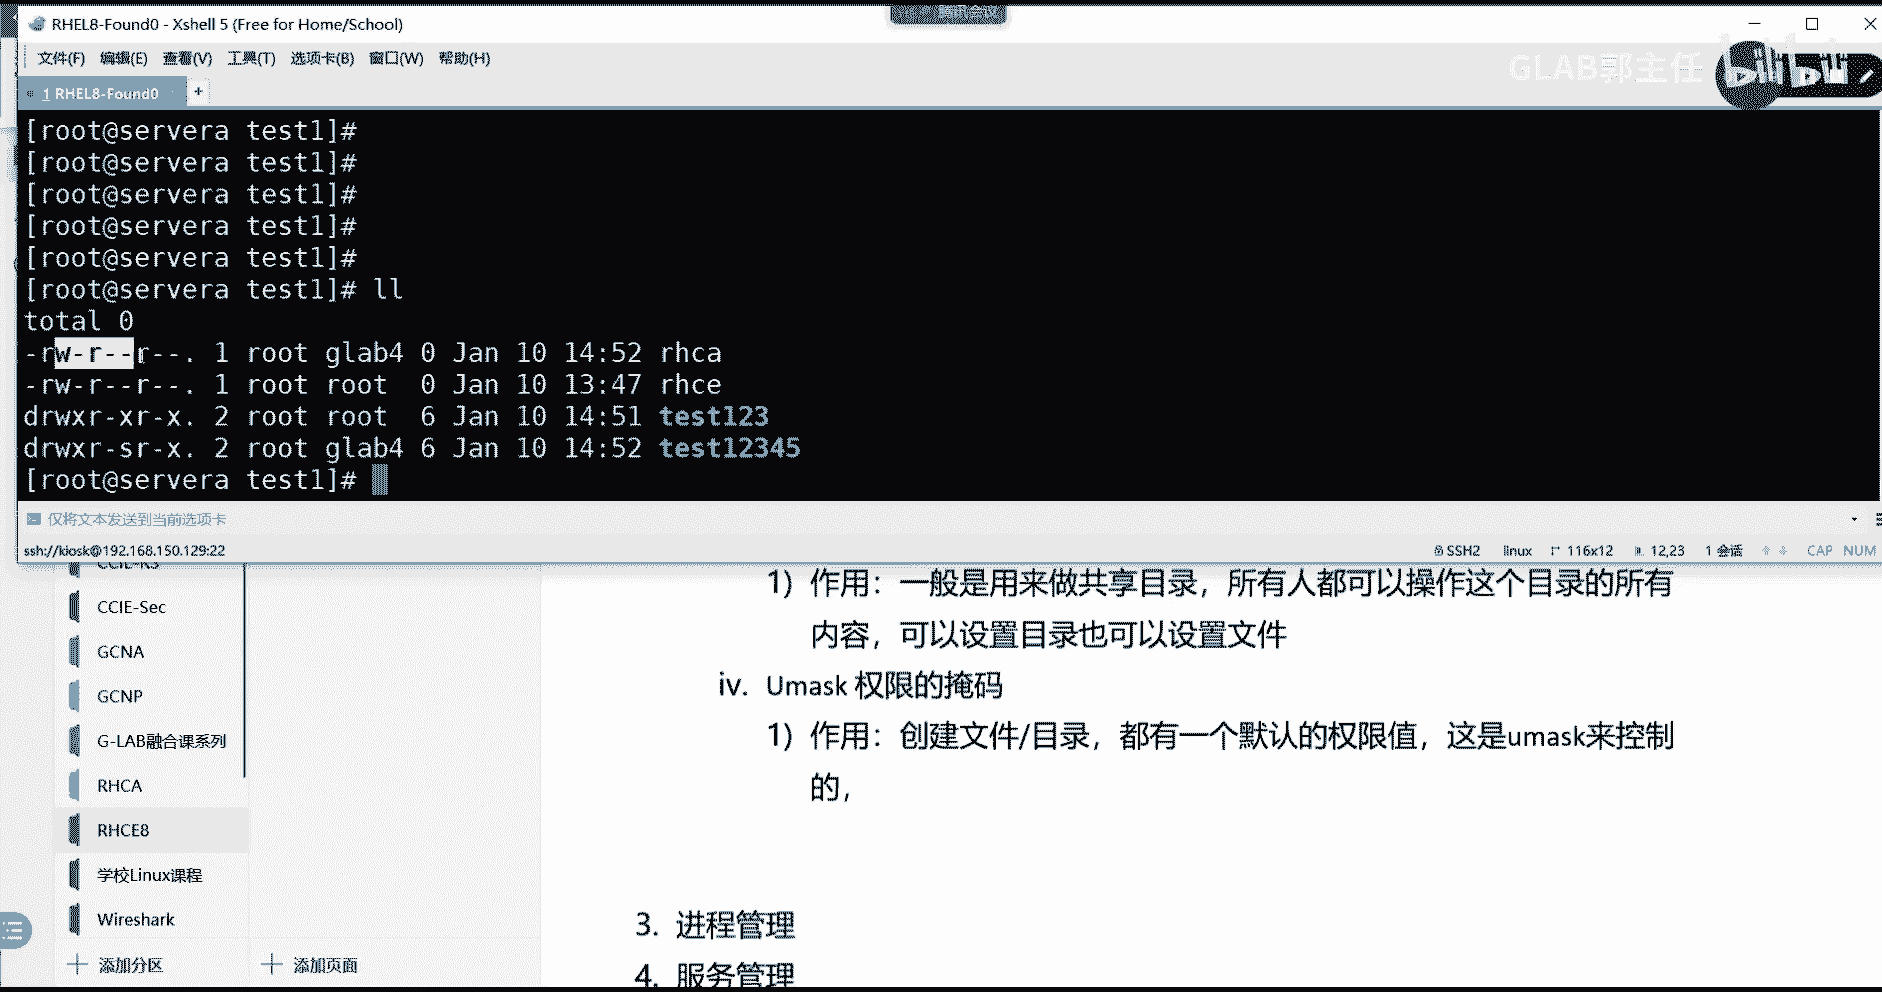 RHEL8-Found0 - Xshell 5 (Free for Home/School)
腾讯会议
文件(F) 编辑(E) 查看(V) 工具(T) 选项卡(B) 窗口(W) 帮助(H)
GLAB郭主任 bilibili
1 RHEL8-Found0 +
[root@servera test1]#
[root@servera test1]#
[root@servera test1]#
[root@servera test1]#
[root@servera test1]#
[root@servera test1]# ll
total 0
-rw-r--r--. 1 root glab4 0 Jan 10 14:52 rhca
-rw-r--r--. 1 root root  0 Jan 10 13:47 rhce
drwxr-xr-x. 2 root root  6 Jan 10 14:51 test123
drwxr-sr-x. 2 root glab4 6 Jan 10 14:52 test12345
[root@servera test1]#
仅将文本发送到当前选项卡
ssh://kiosk@192.168.150.129:22 SSH2 linux 116x12 12,23 1 会话 CAP NUM
CCIE-RS
CCIE-Sec
GCNA
GCNP
G-LAB融合课系列
RHCA
RHCE8
学校Linux课程
Wireshark
添加分区 添加页面
1) 作用：一般是用来做共享目录，所有人都可以操作这个目录的所有
内容，可以设置目录也可以设置文件
iv. Umask 权限的掩码
1) 作用：创建文件/目录，都有一个默认的权限值，这是umask来控制
的，
3. 进程管理
4. 服务管理